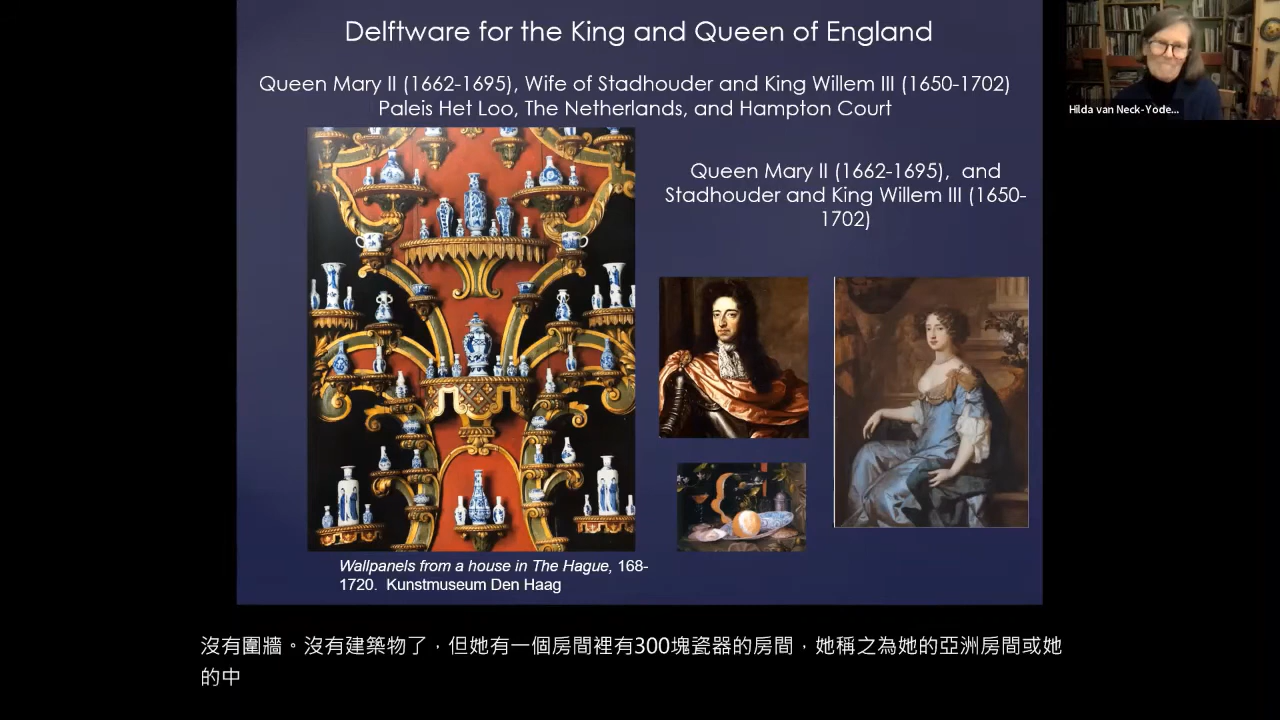 Delftware for the King and Queen of England
Queen Mary II (1662-1695), Wife of Stadhouder and King Willem III (1650-1702)
Paleis Het Loo, The Netherlands, and Hampton Court
Queen Mary II (1662-1695), and
Stadhouder and King Willem III (1650-
1702)
Wallpanels from a house in The Hague, 168-
1720. Kunstmuseum Den Haag
Hilda van Neck-Yode...
沒有圍牆。沒有建築物了，但她有一個房間裡有300塊瓷器的房間，她稱之為她的亞洲房間或她
的中